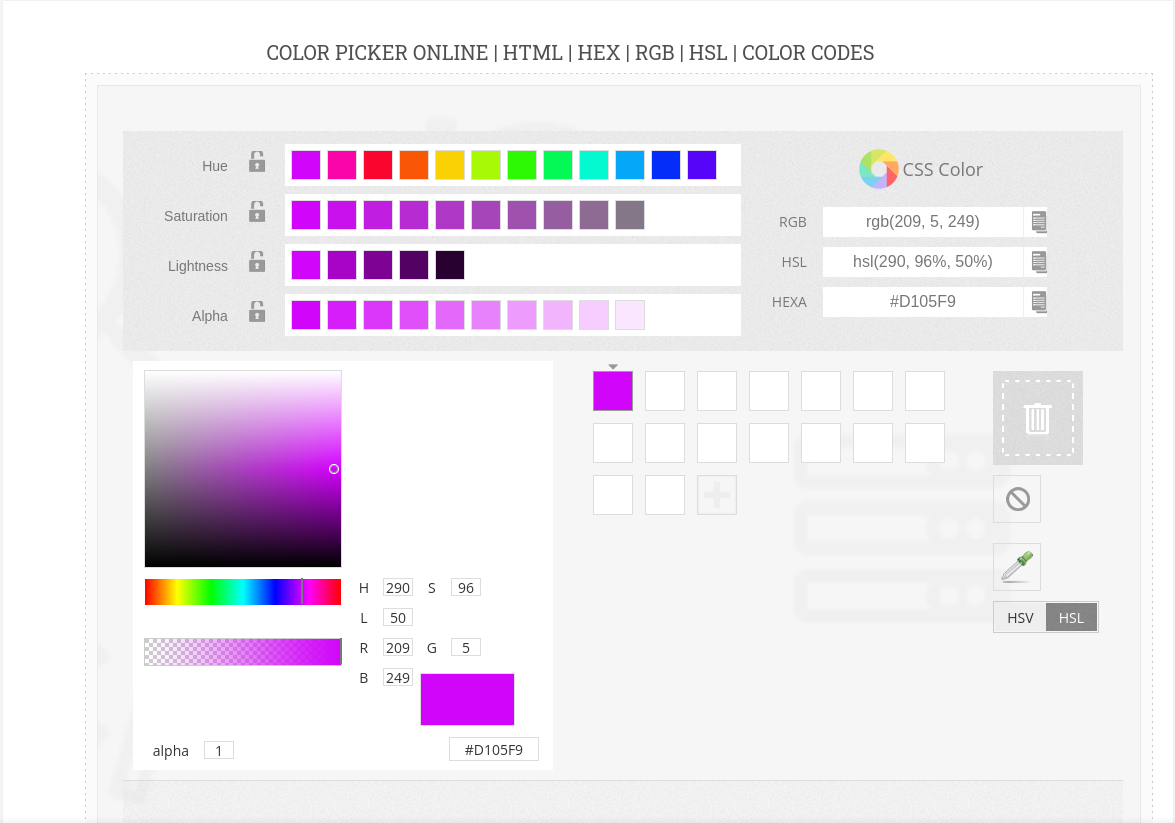 COLOR PICKER ONLINE | HTML | HEX | RGB | HSL | COLOR CODES
Hue
Saturation
Lightness
Alpha
CSS Color
RGB rgb(209, 5, 249)
HSL hsl(290, 96%, 50%)
HEXA #D105F9
H 290 S 96
L 50
R 209 G 5
B 249
alpha 1 #D105F9
HSV HSL